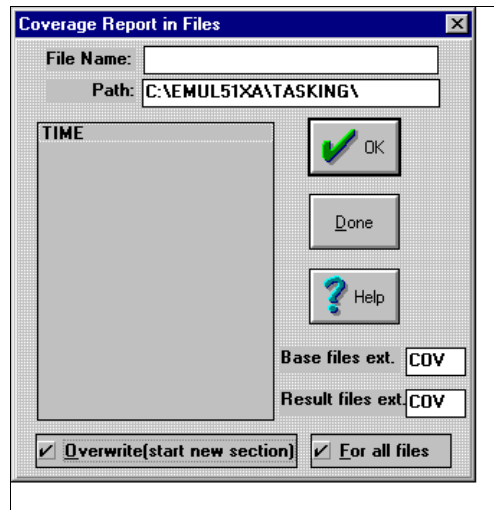 Coverage Report in Files
File Name:
Path: C:\EMUL51XA\TASKING\
TIME
OK
Done
Help
Base files ext. COV
Result files ext. COV
Overwrite(start new section)
For all files